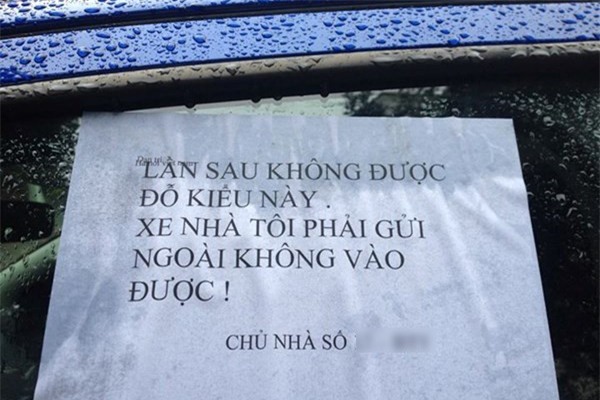 LẦN SAU KHÔNG ĐƯỢC
ĐỖ KIỂU NÀY .
XE NHÀ TÔI PHẢI GỬI
NGOÀI KHÔNG VÀO
ĐƯỢC !
CHỦ NHÀ SỐ